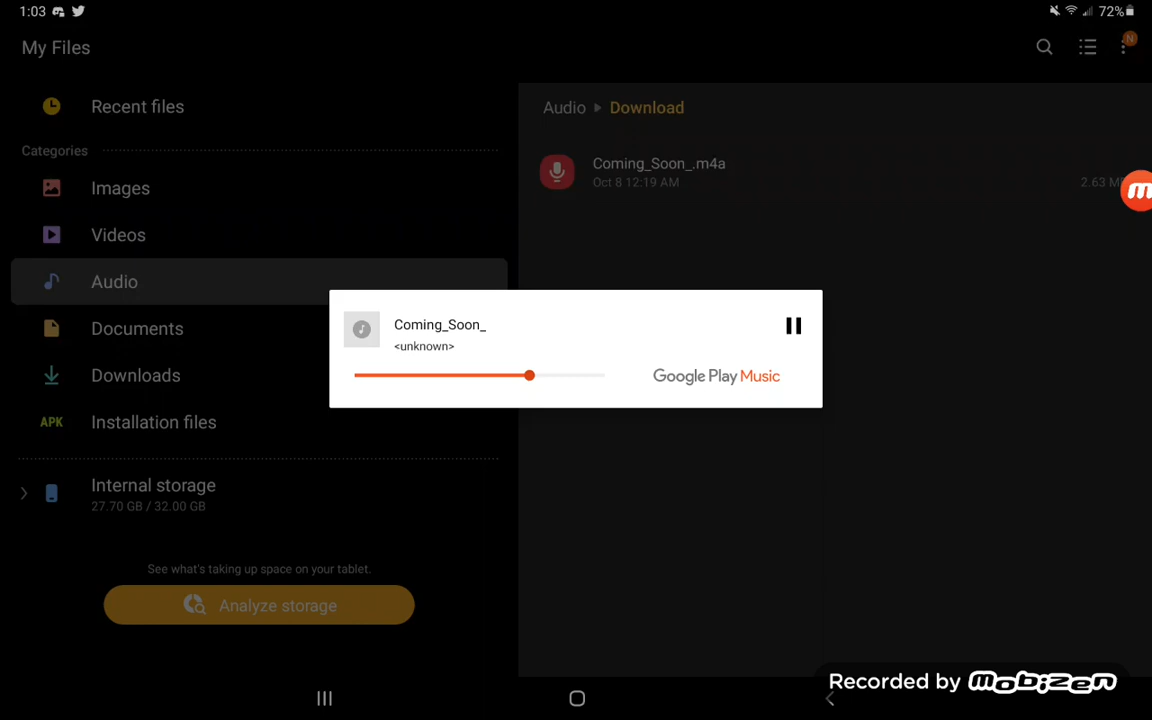 1:03
72%
My Files
N
Recent files
Categories
Images
Videos
Audio
Documents
Downloads
APK Installation files
Internal storage
27.70 GB / 32.00 GB
See what's taking up space on your tablet.
Analyze storage
Audio Download
Coming_Soon_.m4a
Oct 8 12:19 AM
2.63 M
m
Coming_Soon_
<unknown>
Google Play Music
Recorded by mobizen